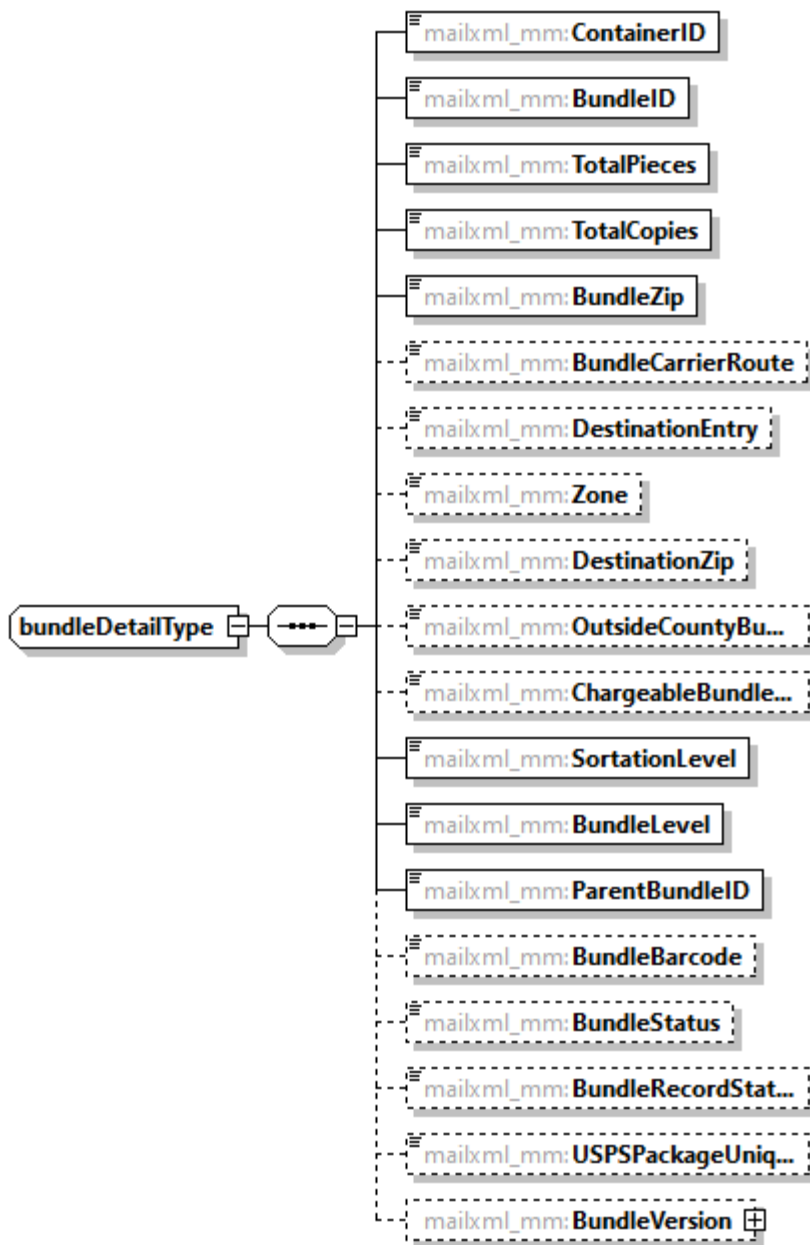 mailxml_mm:ContainerID
mailxml_mm:BundleID
mailxml_mm:TotalPieces
mailxml_mm:TotalCopies
mailxml_mm:BundleZip
mailxml_mm:BundleCarrierRoute
mailxml_mm:DestinationEntry
mailxml_mm:Zone
mailxml_mm:DestinationZip
bundleDetailType
mailxml_mm:OutsideCountyBu...
mailxml_mm:ChargeableBundle...
mailxml_mm:SortationLevel
mailxml_mm:BundleLevel
mailxml_mm:ParentBundleID
mailxml_mm:BundleBarcode
mailxml_mm:BundleStatus
mailxml_mm:BundleRecordStat...
mailxml_mm:USPSPackageUniq...
mailxml_mm:BundleVersion